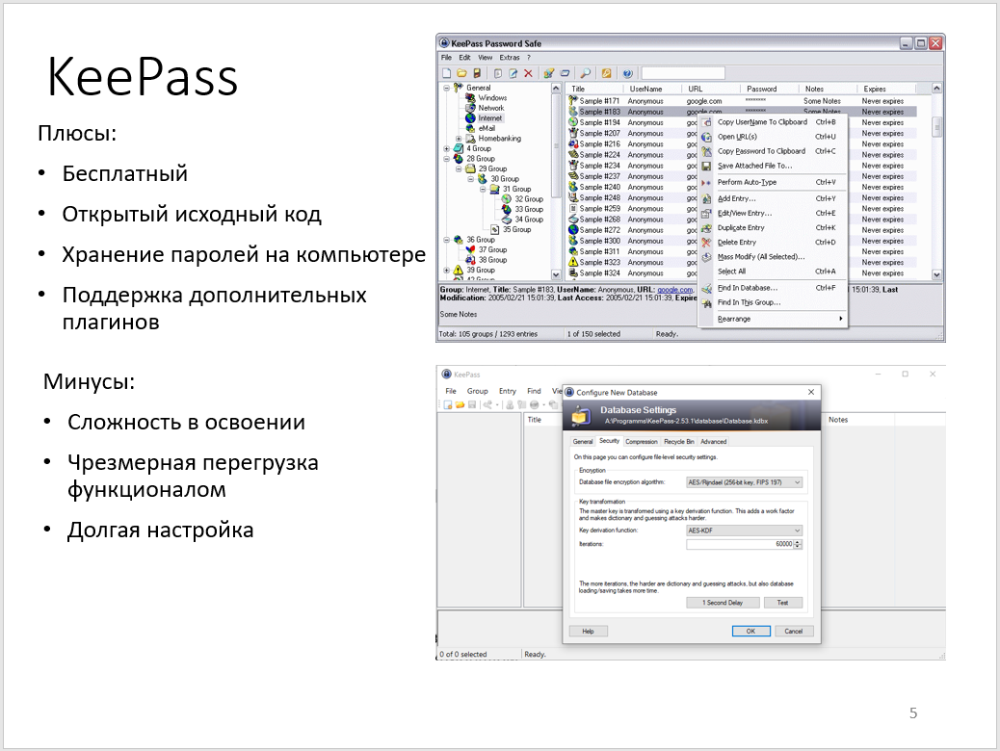 KeePass
Плюсы:
• Бесплатный
• Открытый исходный код
• Хранение паролей на компьютере
• Поддержка дополнительных
плагинов
Минусы:
• Сложность в освоении
• Чрезмерная перегрузка
функционалом
• Долгая настройка
KeePass Password Safe
File Edit View Extras ?
General
Windows
Network
Internet
eMail
Homebanking
4 Group
28 Group
29 Group
30 Group
31 Group
32 Group
33 Group
34 Group
35 Group
36 Group
37 Group
38 Group
39 Group
Title UserName URL Password Notes Expires
Sample #171 Anonymous google.com ******** Some Notes Never expires
Sample #183 Anonymous google.com ******** Some Notes Never expires
Sample #194 Anonymous goo Never expires
Sample #207 Anonymous goo Never expires
Sample #216 Anonymous goo Never expires
Sample #224 Anonymous goo Never expires
Sample #234 Anonymous goo Never expires
Sample #237 Anonymous goo Never expires
Sample #240 Anonymous goo Never expires
Sample #248 Anonymous goo Never expires
Sample #259 Anonymous goo Never expires
Sample #268 Anonymous goo Never expires
Sample #272 Anonymous goo Never expires
Sample #300 Anonymous goo Never expires
Sample #311 Anonymous goo Never expires
Sample #323 Anonymous goo Never expires
Sample #324 Anonymous goo Never expires
Copy UserName To Clipboard Ctrl+B
Open URL(s) Ctrl+U
Copy Password To Clipboard Ctrl+C
Save Attached File To...
Perform Auto-Type Ctrl+V
Add Entry... Ctrl+Y
Edit/View Entry... Ctrl+E
Duplicate Entry Ctrl+K
Delete Entry Ctrl+D
Mass Modify (All Selected)...
Select All Ctrl+A
Find In Database... Ctrl+F
Find In This Group...
Rearrange
Group: Internet, Title: Sample #183, UserName: Anonymous, URL: google.com, 21 15:01:39, Last
Modification: 2005/02/21 15:01:39, Last Access: 2005/02/21 15:01:39, Expire
Some Notes
Total: 105 groups / 1293 entries 1 of 150 selected Ready.
KeePass
File Group Entry Find Vie
Title Notes
Configure New Database
Database Settings
A:\Programms\KeePass-2.53.1\database\Database.kdbx
General Security Compression Recycle Bin Advanced
On this page you can configure file-level security settings.
Encryption
Database file encryption algorithm: AES/Rijndael (256-bit key, FIPS 197)
Key transformation
The master key is transformed using a key derivation function. This adds a work factor
and makes dictionary and guessing attacks harder.
Key derivation function: AES-KDF
Iterations: 60000
The more iterations, the harder are dictionary and guessing attacks, but also database
loading/saving takes more time.
1 Second Delay Test
Help OK Cancel
0 of 0 selected Ready.
5